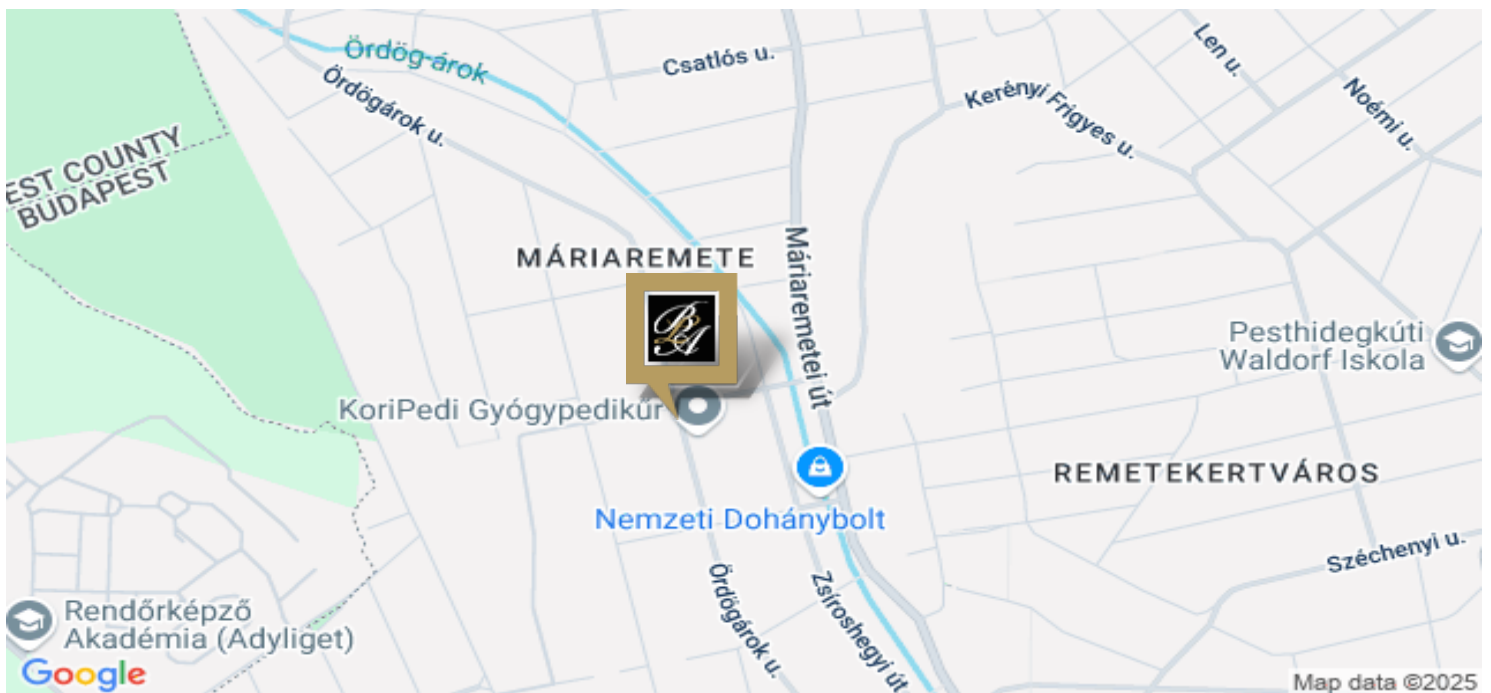 Ördög-árok
Ördögárok u.
Csatlós u.
Len u.
Noémi u.
Kerényi Frigyes u.
EST COUNTY
BUDAPEST
MÁRIAREMETE
Máriaremetei út
Pesthidegkúti
Waldorf Iskola
KoriPedi Gyógypedikűr
REMETEKERTVÁROS
Nemzeti Dohánybolt
Széchenyi u.
Ördögárok u.
Zsíroshegyi út
Rendőrképző
Akadémia (Adyliget)
Google
Map data ©2025